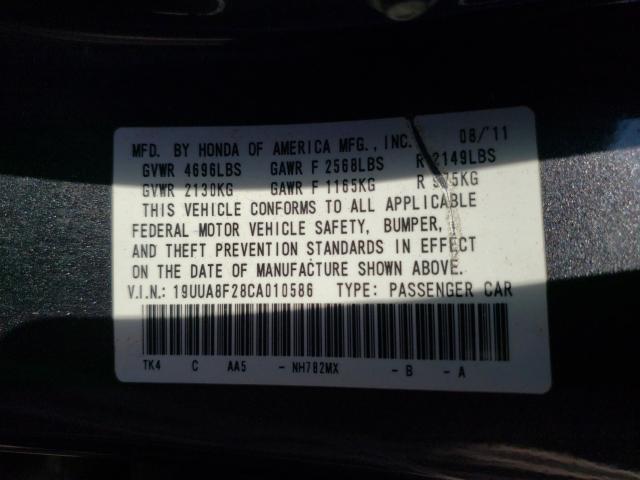 MFD. BY HONDA OF AMERICA MFG., INC. 08/'11
GVWR 4696LBS GAWR F 2568LBS R 2149LBS
GVWR 2130KG GAWR F 1165KG R 975KG
THIS VEHICLE CONFORMS TO ALL APPLICABLE
FEDERAL MOTOR VEHICLE SAFETY, BUMPER,
AND THEFT PREVENTION STANDARDS IN EFFECT
ON THE DATE OF MANUFACTURE SHOWN ABOVE.
V.I.N.: 19UUA8F28CA010586 TYPE: PASSENGER CAR
TK4 C AA5 - NH782MX - B - A